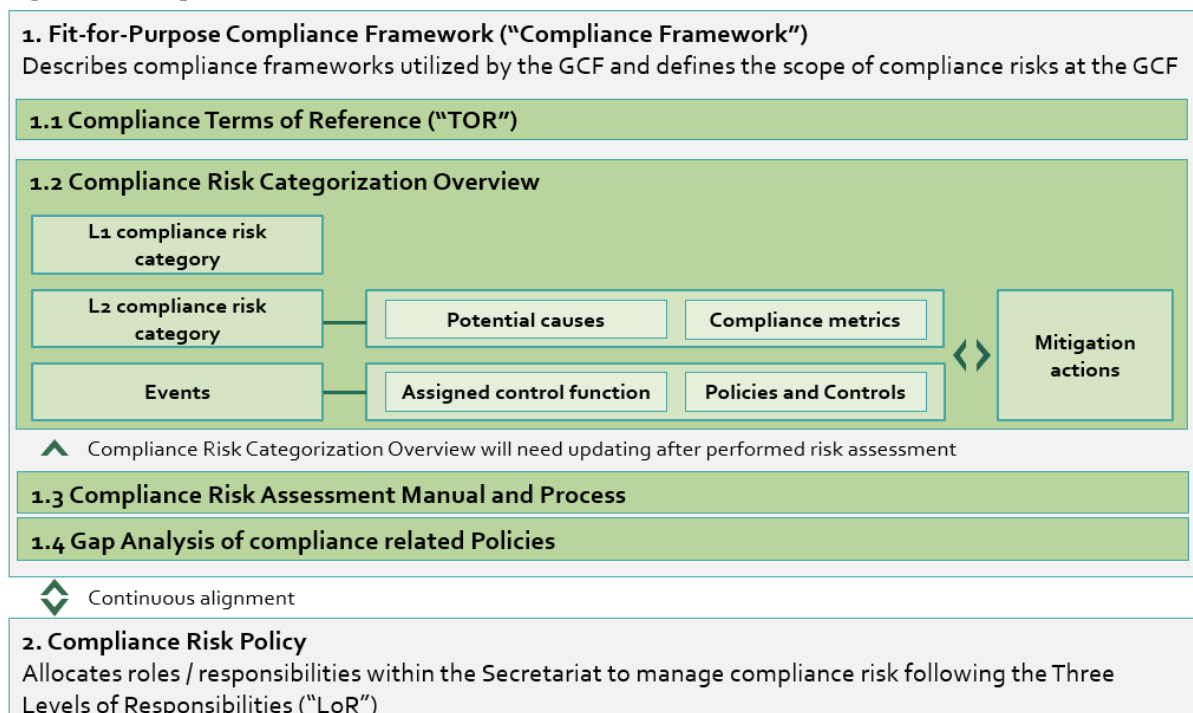 1. Fit-for-Purpose Compliance Framework (“Compliance Framework”)
Describes compliance frameworks utilized by the GCF and defines the scope of compliance risks at the GCF
1.1 Compliance Terms of Reference (“TOR”)
1.2 Compliance Risk Categorization Overview
L1 compliance risk
category
L2 compliance risk
category
Potential causes
Compliance metrics
Mitigation
actions
Events
Assigned control function
Policies and Controls
Compliance Risk Categorization Overview will need updating after performed risk assessment
1.3 Compliance Risk Assessment Manual and Process
1.4 Gap Analysis of compliance related Policies
Continuous alignment
2. Compliance Risk Policy
Allocates roles / responsibilities within the Secretariat to manage compliance risk following the Three
Levels of Responsibilities (“LoR”)